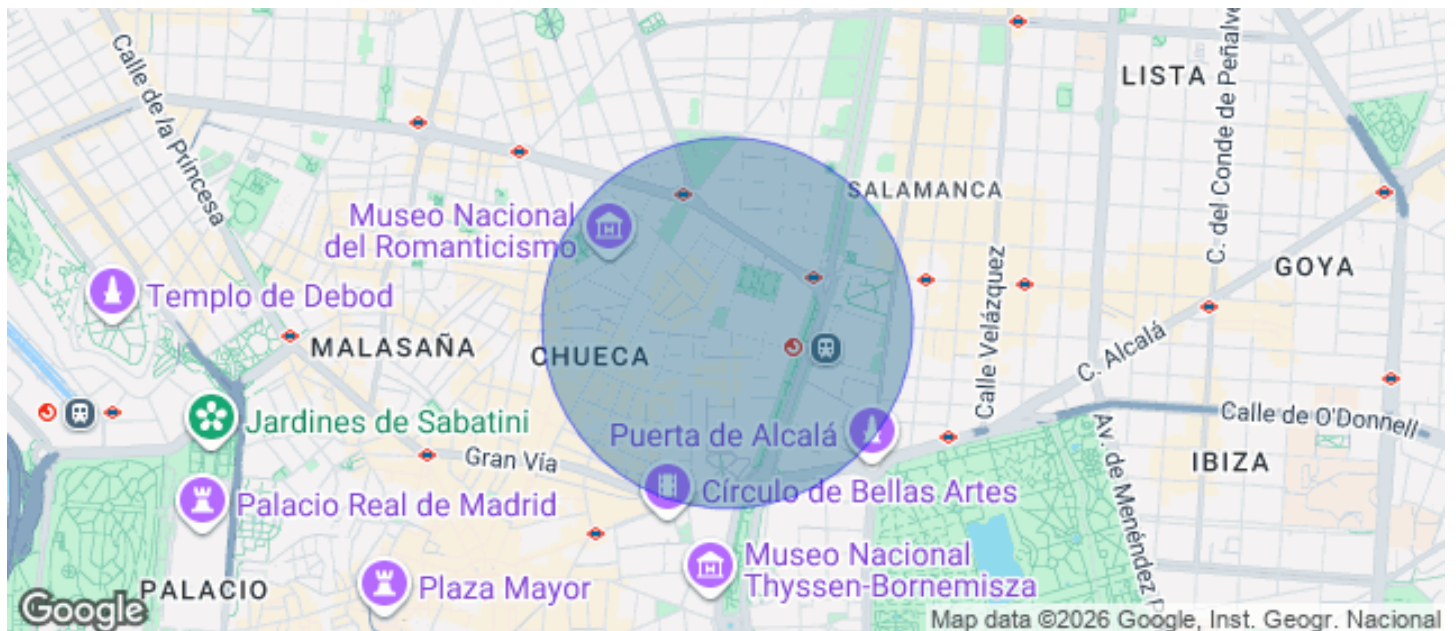 Calle de la Princesa
LISTA
C. del Conde de Peñalve
SALAMANCA
Museo Nacional
del Romanticismo
GOYA
Templo de Debod
Calle Velázquez
MALASAÑA
CHUECA
C. Alcalá
Jardines de Sabatini
Puerta de Alcalá
Calle de O'Donnell
Gran Vía
Av. de Menéndez P
IBIZA
Palacio Real de Madrid
Círculo de Bellas Artes
Museo Nacional
Thyssen-Bornemisza
PALACIO
Plaza Mayor
Google
Map data ©2026 Google, Inst. Geogr. Nacional